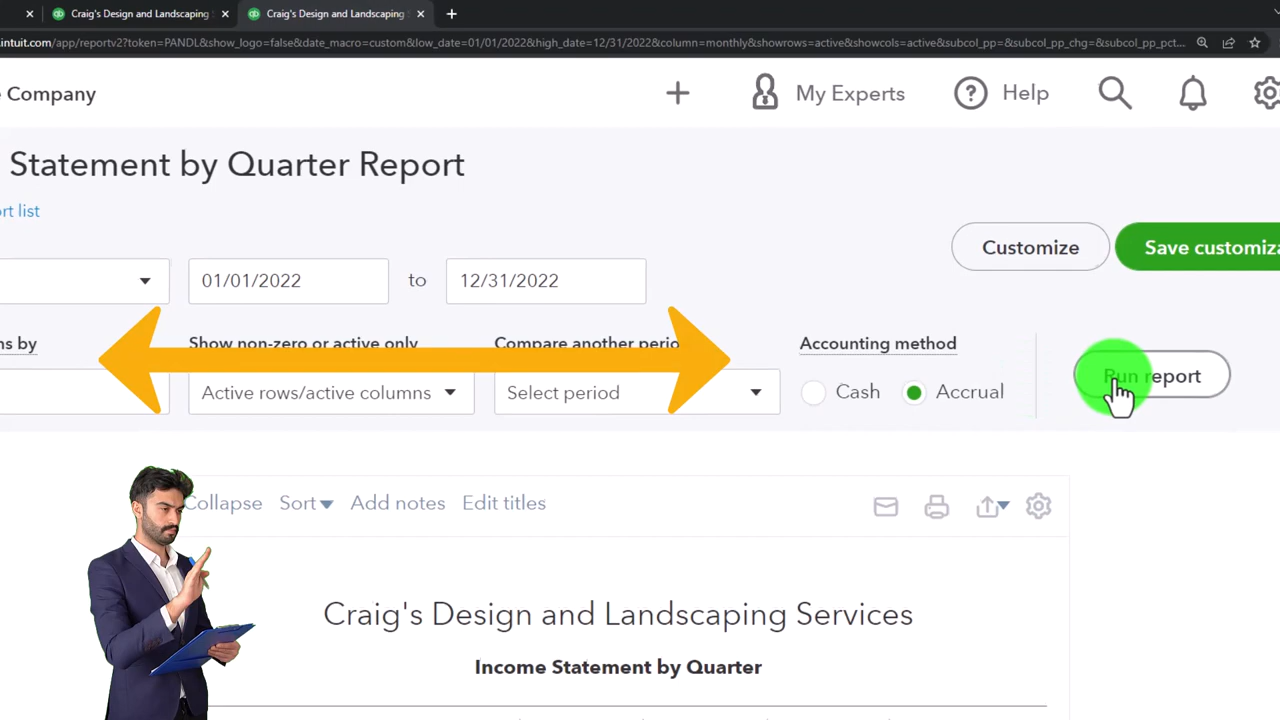 Craig's Design and Landscaping
Craig's Design and Landscaping S
.intuit.com/app/reportv2?token=PANDL&show_logo=false&date_macro=custom&low_date=01/01/2022&high_date=12/31/2022&column=monthly&showrows=active&showcols=active&subcol_pp=&subcol_pp_chg=&subcol_pp_pct...
e Company
My Experts
Help
Statement by Quarter Report
ort list
Customize
Save customiza
01/01/2022 to 12/31/2022
ns by
Show non-zero or active only
Compare another perio
Accounting method
Active rows/active columns
Select period
Cash
Accrual
Run report
Collapse Sort Add notes Edit titles
Craig's Design and Landscaping Services
Income Statement by Quarter